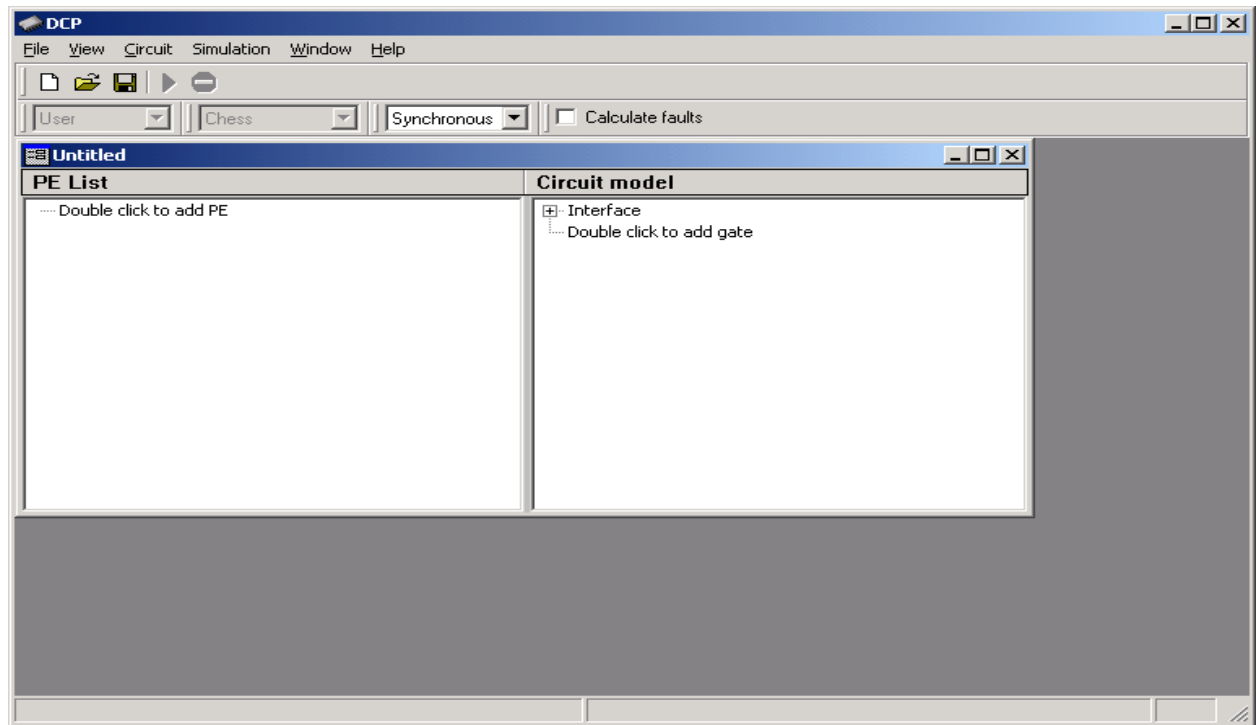 DCP
File View Circuit Simulation Window Help
User Chess Synchronous Calculate faults
Untitled
PE List Circuit model
Double click to add PE
Interface
Double click to add gate